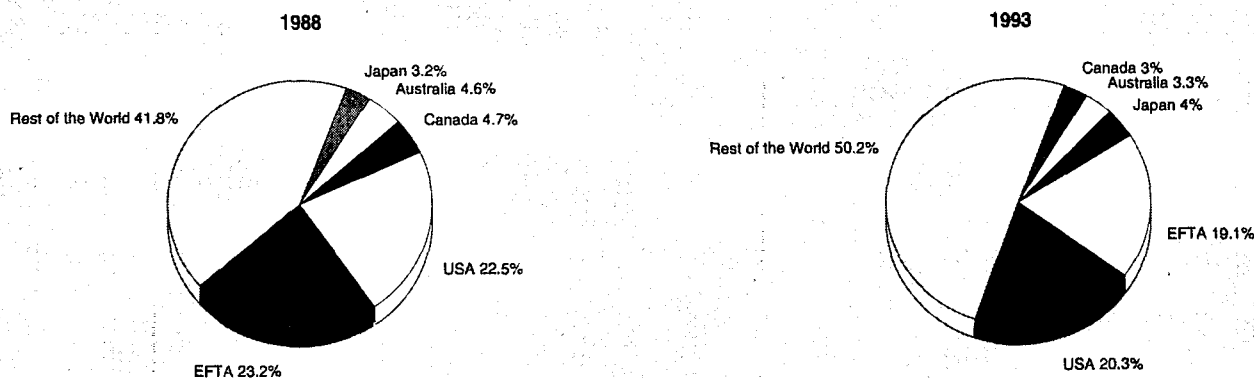 1988
Japan 3.2%
Australia 4.6%
Canada 4.7%
Rest of the World 41.8%
USA 22.5%
EFTA 23.2%
1993
Canada 3%
Australia 3.3%
Japan 4%
Rest of the World 50.2%
EFTA 19.1%
USA 20.3%